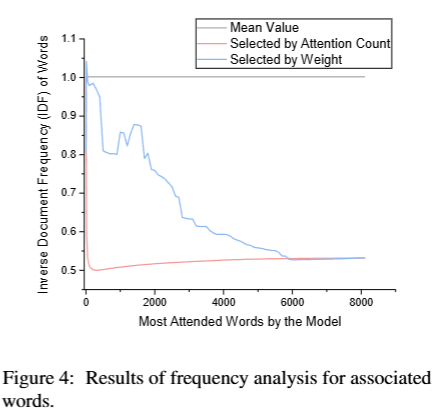 Mean Value
Selected by Attention Count
Selected by Weight
1.1
1.0
0.9
0.8
0.7
0.6
0.5
Inverse Document Frequency (IDF) of Words
0 2000 4000 6000 8000
Most Attended Words by the Model
Figure 4: Results of frequency analysis for associated
words.